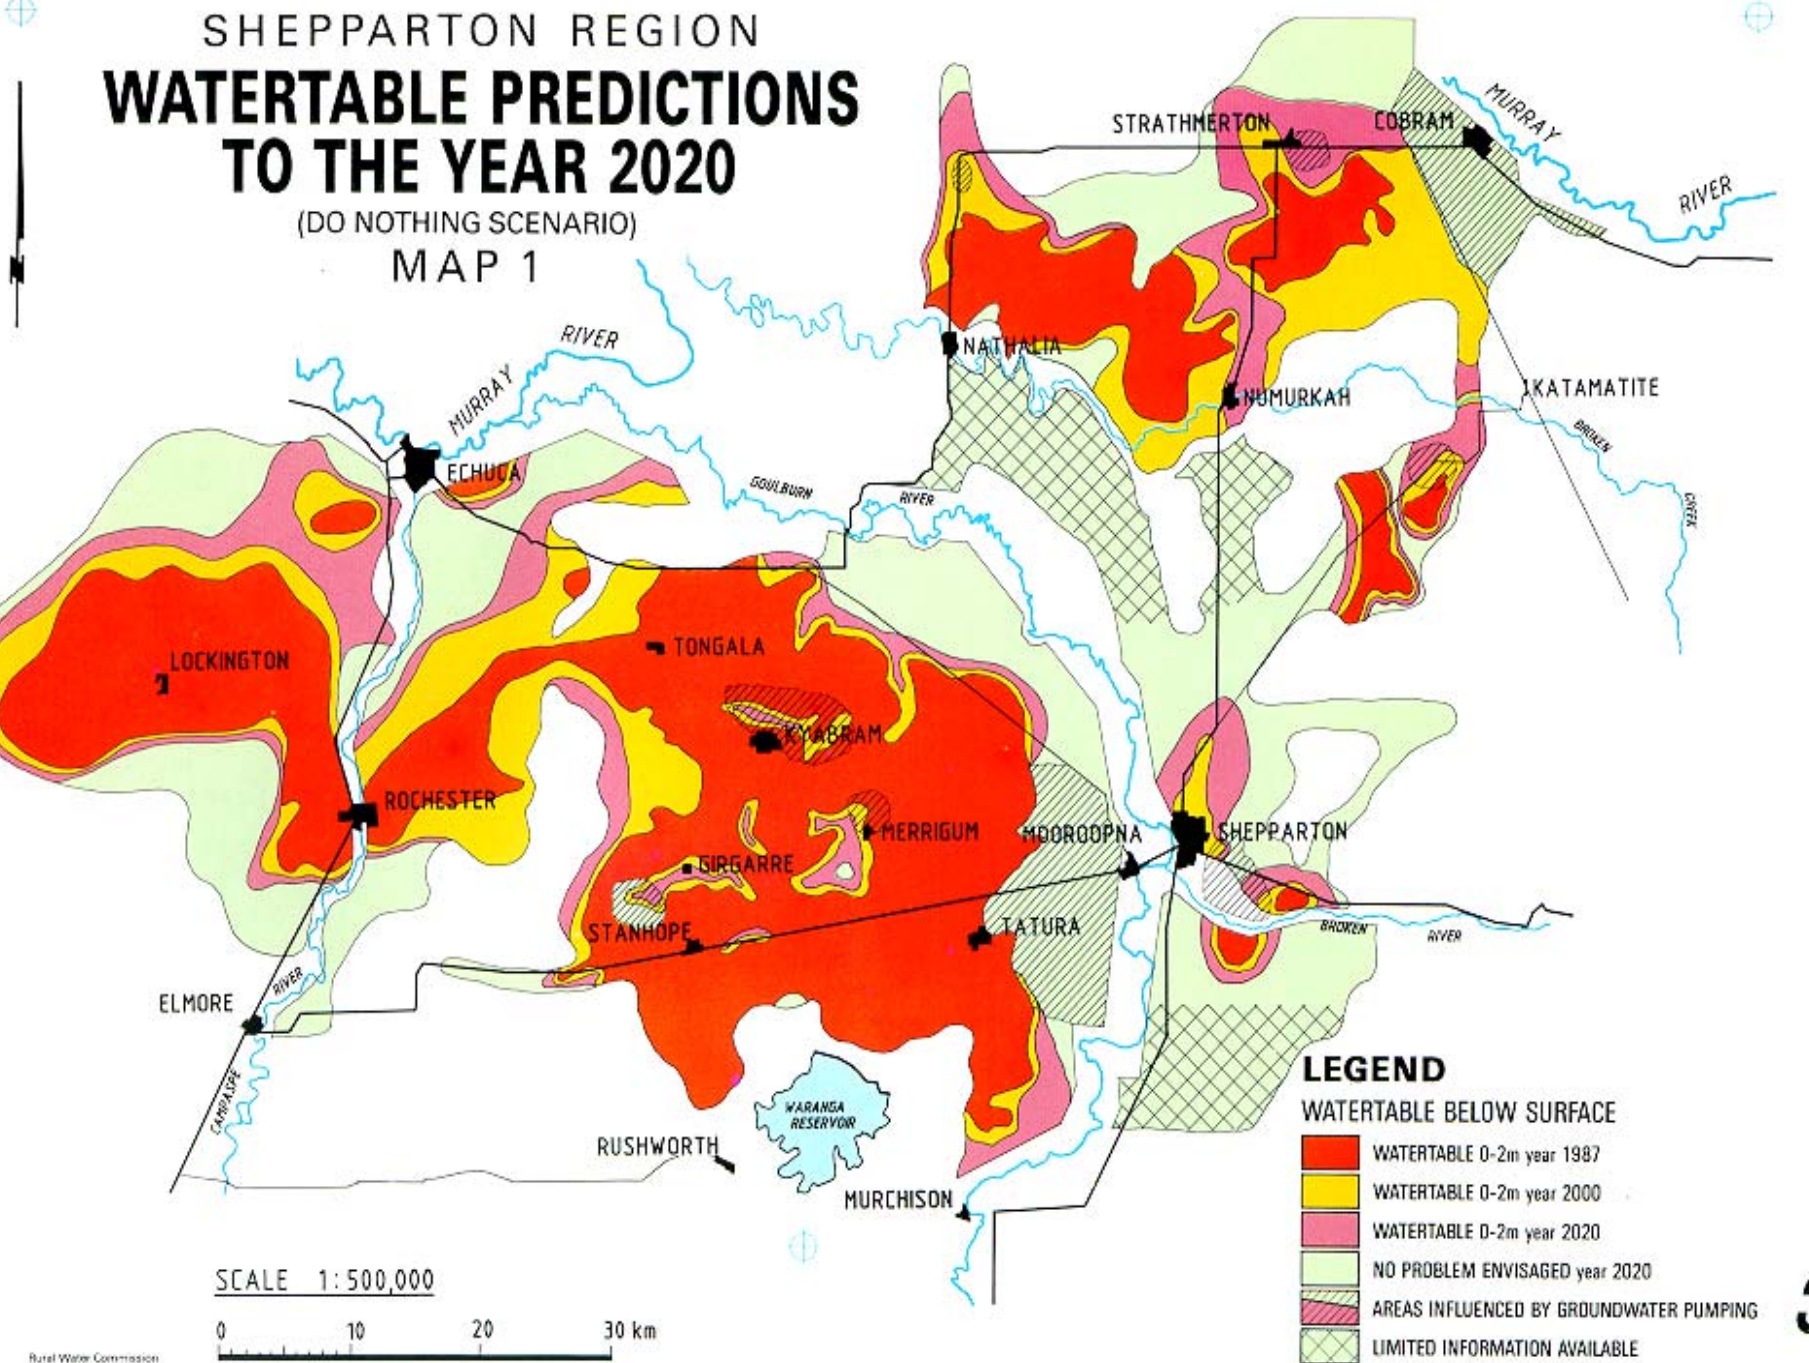 SHEPPARTON REGION
WATERTABLE PREDICTIONS
TO THE YEAR 2020
(DO NOTHING SCENARIO)
MAP 1
N
STRATHMERTON
COBRAM
MURRAY
RIVER
NATHALIA
NUMURKAH
KATAMATITE
BROKEN
CREEK
MURRAY
RIVER
ECHUCA
GOULBURN
RIVER
LOCKINGTON
TONGALA
KYABRAM
ROCHESTER
MERRIGUM
MOOROOPNA
SHEPPARTON
GIRGARRE
STANHOPE
TATURA
BROKEN
RIVER
ELMORE
RIVER
CAMPASPE
WARANGA
RESERVOIR
RUSHWORTH
MURCHISON
LEGEND
WATERTABLE BELOW SURFACE
WATERTABLE 0-2m year 1987
WATERTABLE 0-2m year 2000
WATERTABLE 0-2m year 2020
NO PROBLEM ENVISAGED year 2020
AREAS INFLUENCED BY GROUNDWATER PUMPING
LIMITED INFORMATION AVAILABLE
SCALE 1:500,000
0 10 20 30 km
Rural Water Commission